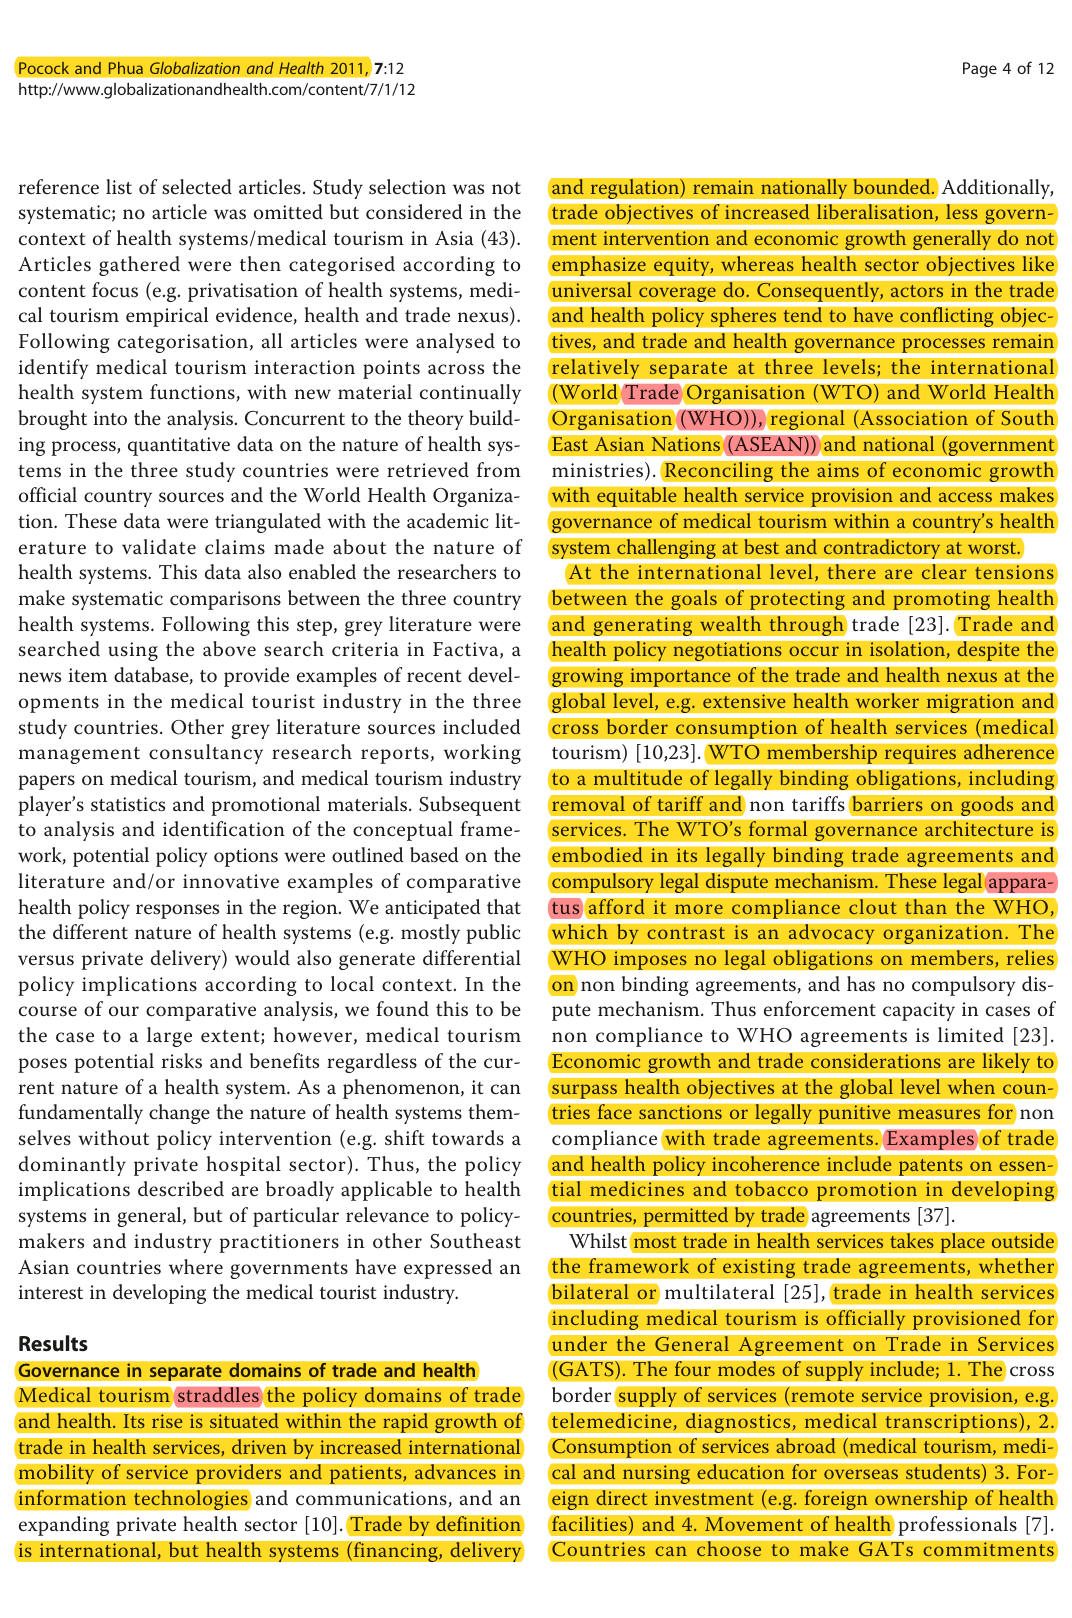 Pocock and Phua Globalization and Health 2011, 7:12
http://www.globalizationandhealth.com/content/7/1/12
Page 4 of 12
reference list of selected articles. Study selection was not
systematic; no article was omitted but considered in the
context of health systems/medical tourism in Asia (43).
Articles gathered were then categorised according to
content focus (e.g. privatisation of health systems, medi-
cal tourism empirical evidence, health and trade nexus).
Following categorisation, all articles were analysed to
identify medical tourism interaction points across the
health system functions, with new material continually
brought into the analysis. Concurrent to the theory build-
ing process, quantitative data on the nature of health sys-
tems in the three study countries were retrieved from
official country sources and the World Health Organiza-
tion. These data were triangulated with the academic lit-
erature to validate claims made about the nature of
health systems. This data also enabled the researchers to
make systematic comparisons between the three country
health systems. Following this step, grey literature were
searched using the above search criteria in Factiva, a
news item database, to provide examples of recent devel-
opments in the medical tourist industry in the three
study countries. Other grey literature sources included
management consultancy research reports, working
papers on medical tourism, and medical tourism industry
player's statistics and promotional materials. Subsequent
to analysis and identification of the conceptual frame-
work, potential policy options were outlined based on the
literature and/or innovative examples of comparative
health policy responses in the region. We anticipated that
the different nature of health systems (e.g. mostly public
versus private delivery) would also generate differential
policy implications according to local context. In the
course of our comparative analysis, we found this to be
the case to a large extent; however, medical tourism
poses potential risks and benefits regardless of the cur-
rent nature of a health system. As a phenomenon, it can
fundamentally change the nature of health systems them-
selves without policy intervention (e.g. shift towards a
dominantly private hospital sector). Thus, the policy
implications described are broadly applicable to health
systems in general, but of particular relevance to policy-
makers and industry practitioners in other Southeast
Asian countries where governments have expressed an
interest in developing the medical tourist industry.
Results
Governance in separate domains of trade and health
Medical tourism straddles the policy domains of trade
and health. Its rise is situated within the rapid growth of
trade in health services, driven by increased international
mobility of service providers and patients, advances in
information technologies and communications, and an
expanding private health sector [10]. Trade by definition
is international, but health systems (financing, delivery
and regulation) remain nationally bounded. Additionally,
trade objectives of increased liberalisation, less govern-
ment intervention and economic growth generally do not
emphasize equity, whereas health sector objectives like
universal coverage do. Consequently, actors in the trade
and health policy spheres tend to have conflicting objec-
tives, and trade and health governance processes remain
relatively separate at three levels; the international
(World Trade Organisation (WTO) and World Health
Organisation (WHO)), regional (Association of South
East Asian Nations (ASEAN)) and national (government
ministries). Reconciling the aims of economic growth
with equitable health service provision and access makes
governance of medical tourism within a country's health
system challenging at best and contradictory at worst.
At the international level, there are clear tensions
between the goals of protecting and promoting health
and generating wealth through trade [23]. Trade and
health policy negotiations occur in isolation, despite the
growing importance of the trade and health nexus at the
global level, e.g. extensive health worker migration and
cross border consumption of health services (medical
tourism) [10,23]. WTO membership requires adherence
to a multitude of legally binding obligations, including
removal of tariff and non tariffs barriers on goods and
services. The WTO's formal governance architecture is
embodied in its legally binding trade agreements and
compulsory legal dispute mechanism. These legal appara-
tus afford it more compliance clout than the WHO,
which by contrast is an advocacy organization. The
WHO imposes no legal obligations on members, relies
on non binding agreements, and has no compulsory dis-
pute mechanism. Thus enforcement capacity in cases of
non compliance to WHO agreements is limited [23].
Economic growth and trade considerations are likely to
surpass health objectives at the global level when coun-
tries face sanctions or legally punitive measures for non
compliance with trade agreements. Examples of trade
and health policy incoherence include patents on essen-
tial medicines and tobacco promotion in developing
countries, permitted by trade agreements [37].
Whilst most trade in health services takes place outside
the framework of existing trade agreements, whether
bilateral or multilateral [25], trade in health services
including medical tourism is officially provisioned for
under the General Agreement on Trade in Services
(GATS). The four modes of supply include; 1. The cross
border supply of services (remote service provision, e.g.
telemedicine, diagnostics, medical transcriptions), 2.
Consumption of services abroad (medical tourism, medi-
cal and nursing education for overseas students) 3. For-
eign direct investment (e.g. foreign ownership of health
facilities) and 4. Movement of health professionals [7].
Countries can choose to make GATs commitments